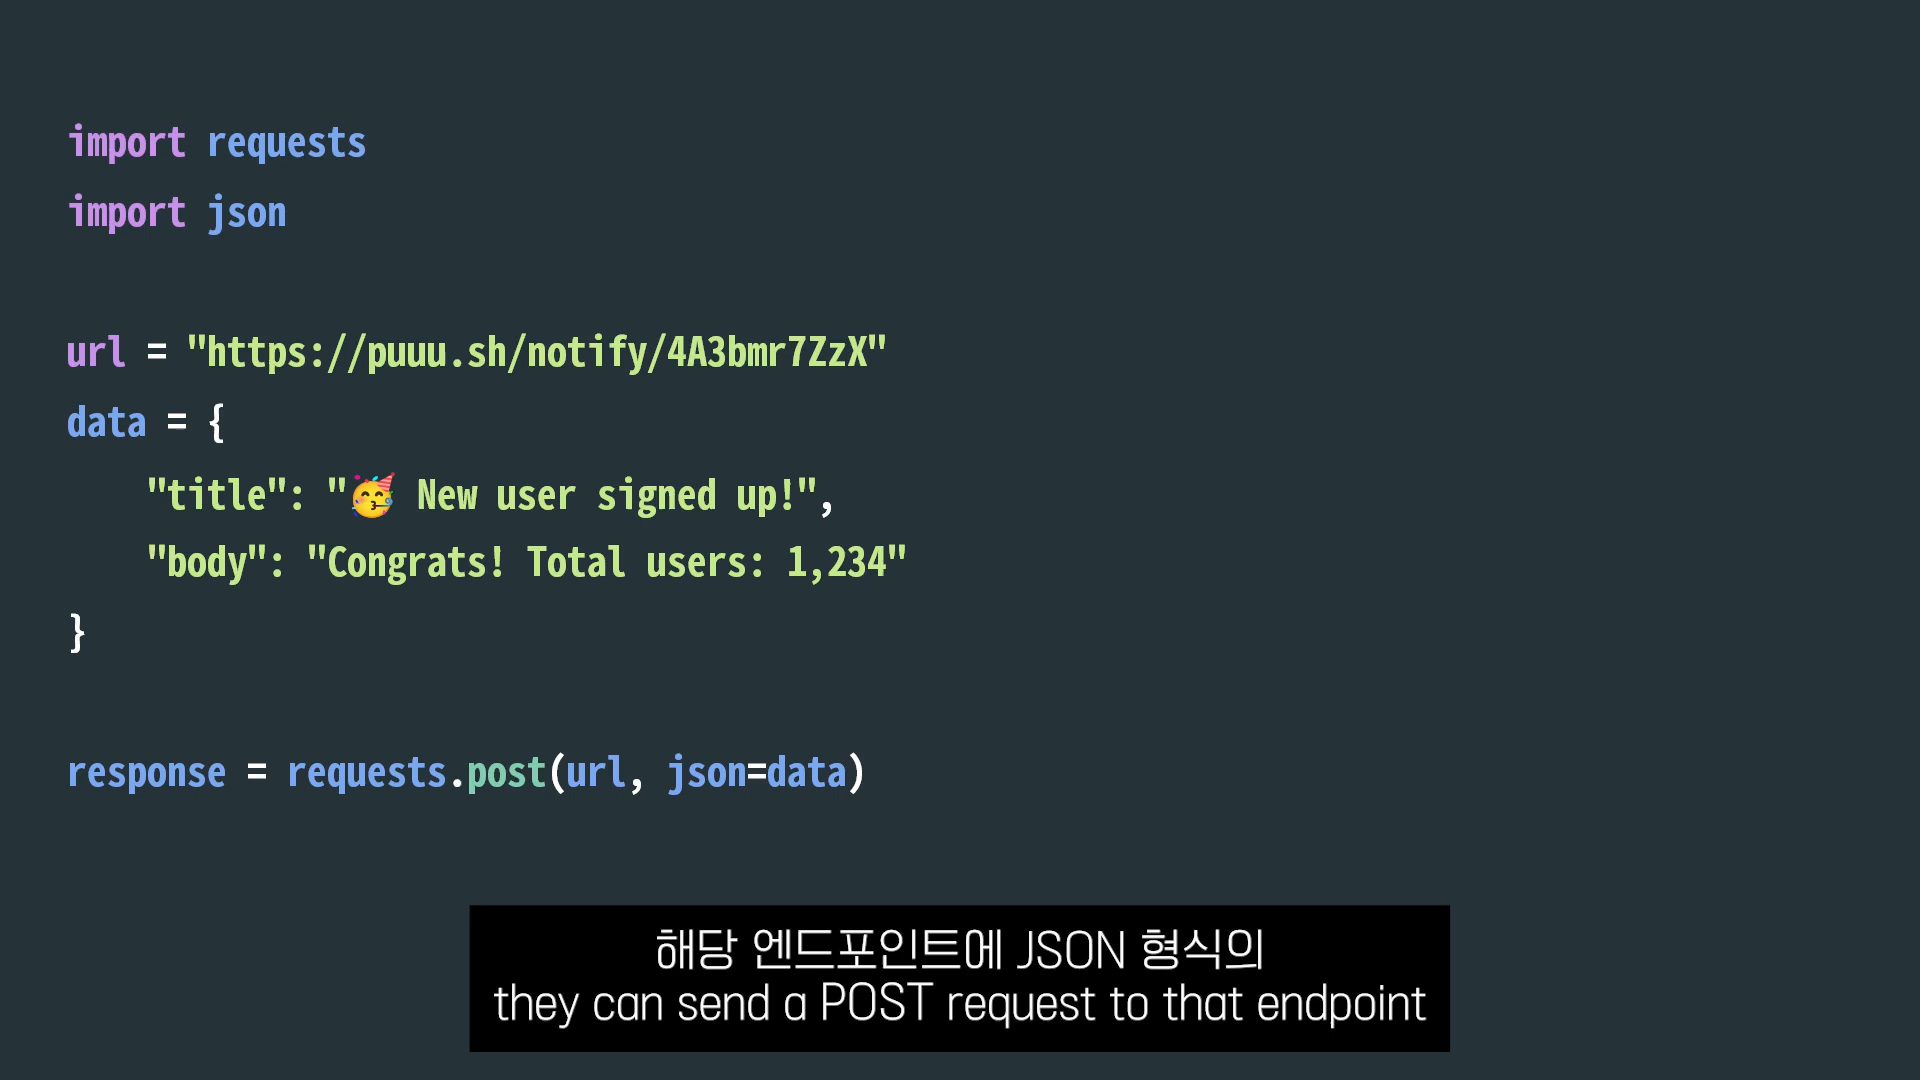 import requests
import json
url = "https://puuu.sh/notify/4A3bmr7ZzX"
data = {
    "title": "🥳 New user signed up!",
    "body": "Congrats! Total users: 1,234"
}
response = requests.post(url, json=data)
해당 엔드포인트에 JSON 형식의
they can send a POST request to that endpoint